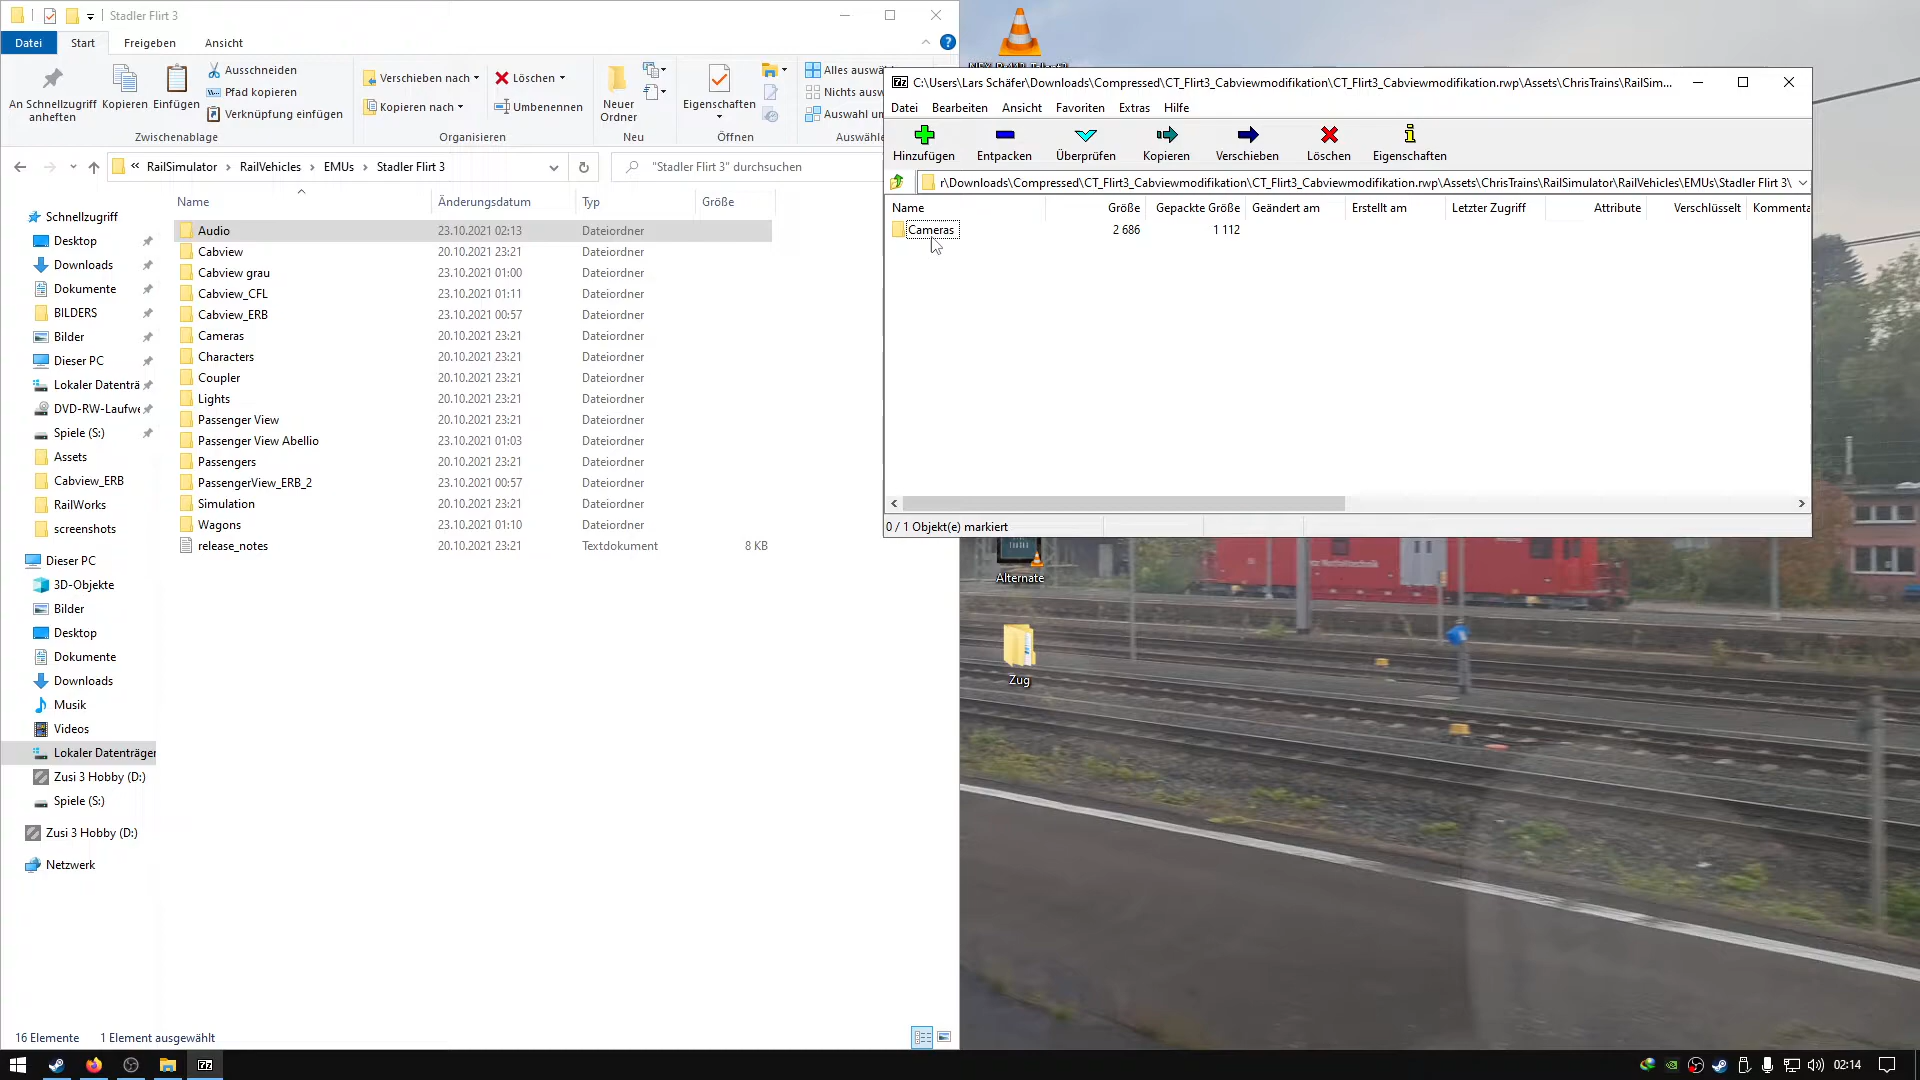 Stadler Flirt 3
Datei
Start
Freigeben
Ansicht
An Schnellzugriff
anheften
Kopieren
Einfügen
Ausschneiden
Pfad kopieren
Verknüpfung einfügen
Zwischenablage
Verschieben nach
Kopieren nach
Löschen
Umbenennen
Organisieren
Neuer
Ordner
Neu
Eigenschaften
Öffnen
Alles auswä
Nichts ausw
Auswahl um
Auswähle
« RailSimulator › RailVehicles › EMUs › Stadler Flirt 3
"Stadler Flirt 3" durchsuchen
Name Änderungsdatum Typ Größe
Audio 23.10.2021 02:13 Dateiordner
Cabview 20.10.2021 23:21 Dateiordner
Cabview grau 23.10.2021 01:00 Dateiordner
Cabview_CFL 23.10.2021 01:11 Dateiordner
Cabview_ERB 23.10.2021 00:57 Dateiordner
Cameras 20.10.2021 23:21 Dateiordner
Characters 20.10.2021 23:21 Dateiordner
Coupler 20.10.2021 23:21 Dateiordner
Lights 20.10.2021 23:21 Dateiordner
Passenger View 20.10.2021 23:21 Dateiordner
Passenger View Abellio 23.10.2021 01:03 Dateiordner
Passengers 20.10.2021 23:21 Dateiordner
PassengerView_ERB_2 23.10.2021 00:57 Dateiordner
Simulation 20.10.2021 23:21 Dateiordner
Wagons 23.10.2021 01:10 Dateiordner
release_notes 20.10.2021 23:21 Textdokument 8 KB
Schnellzugriff
Desktop
Downloads
Dokumente
BILDERS
Bilder
Dieser PC
Lokaler Datenträ
DVD-RW-Laufwe
Spiele (S:)
Assets
Cabview_ERB
RailWorks
screenshots
Dieser PC
3D-Objekte
Bilder
Desktop
Dokumente
Downloads
Musik
Videos
Lokaler Datenträger
Zusi 3 Hobby (D:)
Spiele (S:)
Zusi 3 Hobby (D:)
Netzwerk
16 Elemente 1 Element ausgewählt
7z C:\Users\Lars Schäfer\Downloads\Compressed\CT_Flirt3_Cabviewmodifikation\CT_Flirt3_Cabviewmodifikation.rwp\Assets\ChrisTrains\RailSim...
Datei Bearbeiten Ansicht Favoriten Extras Hilfe
Hinzufügen Entpacken Überprüfen Kopieren Verschieben Löschen Eigenschaften
r\Downloads\Compressed\CT_Flirt3_Cabviewmodifikation\CT_Flirt3_Cabviewmodifikation.rwp\Assets\ChrisTrains\RailSimulator\RailVehicles\EMUs\Stadler Flirt 3\
Name Größe Gepackte Größe Geändert am Erstellt am Letzter Zugriff Attribute Verschlüsselt Kommenta
Cameras 2 686 1 112
0 / 1 Objekt(e) markiert
Alternate
Zug
7z
02:14